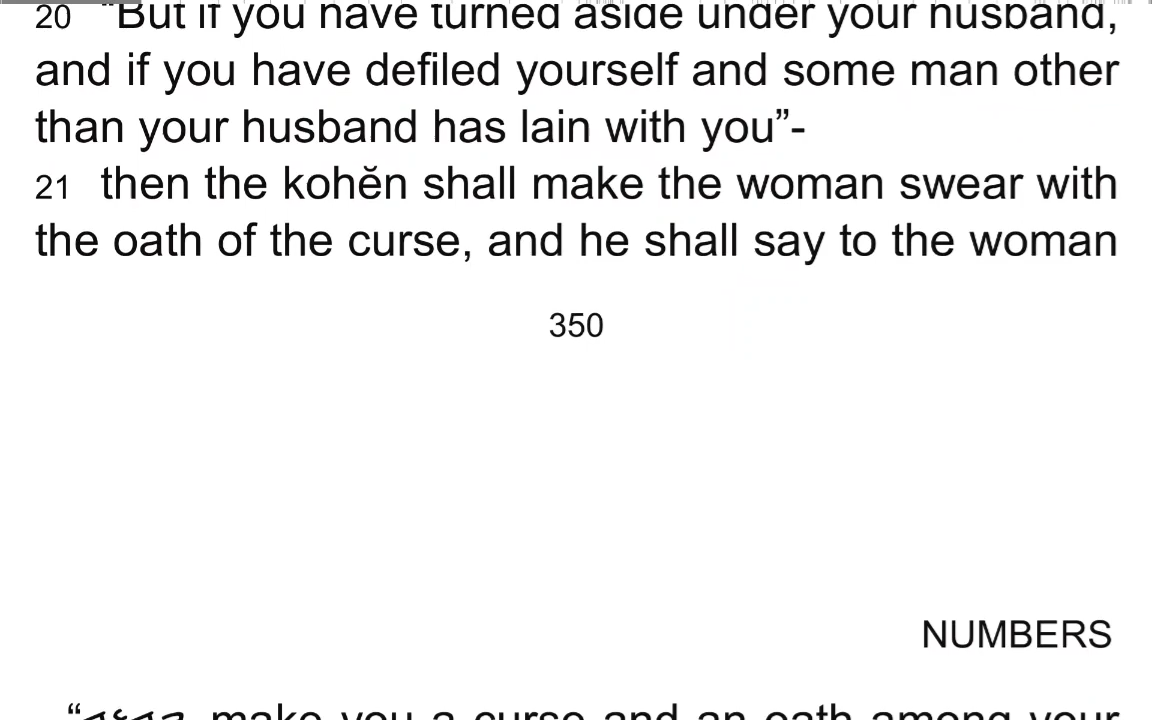 20 “But if you have turned aside under your husband,
and if you have defiled yourself and some man other
than your husband has lain with you”-
21 then the kohĕn shall make the woman swear with
the oath of the curse, and he shall say to the woman
350
NUMBERS
make you a curse and an oath among your